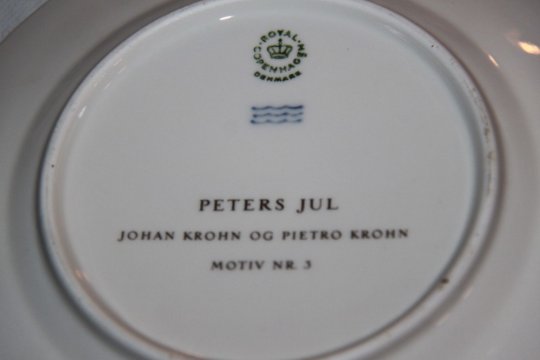 ROYAL COPENHAGEN
DENMARK
PETERS JUL
JOHAN KROHN OG PIETRO KROHN
MOTIV NR. 3